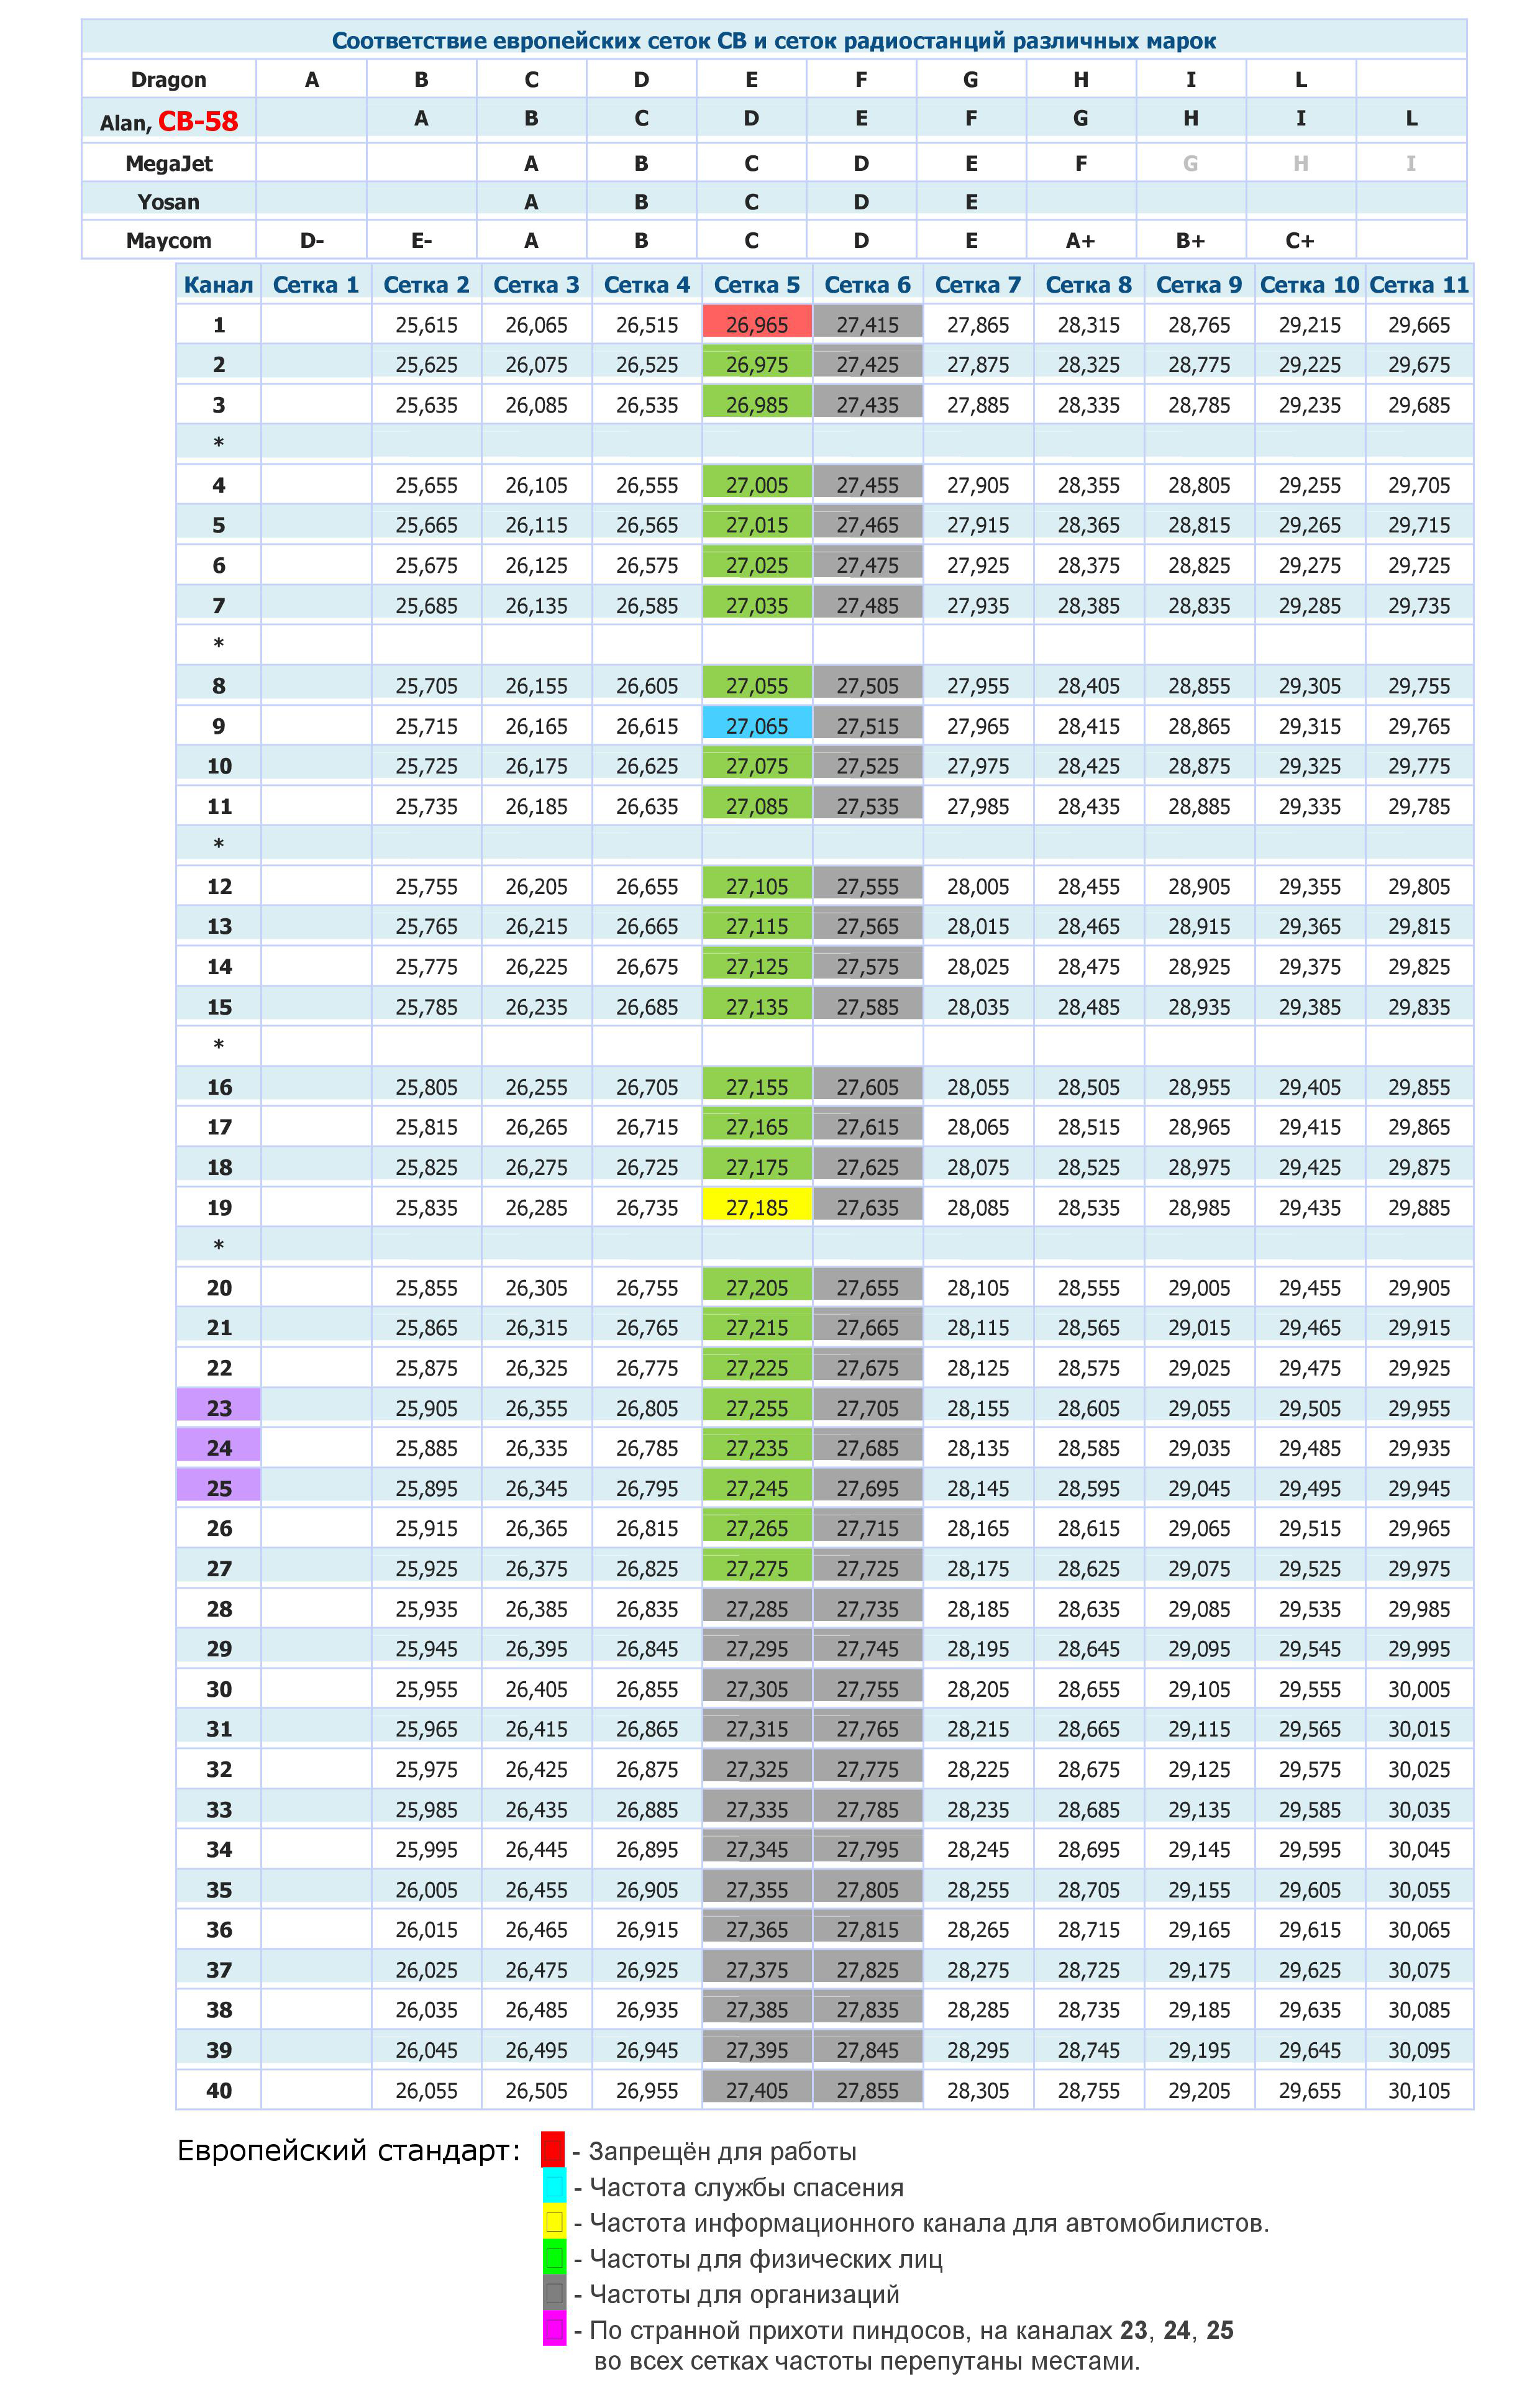 Соответствие европейских сеток СВ и сеток радиостанций различных марок
Dragon A B C D E F G H I L
Alan, СВ-58 A B C D E F G H I L
MegaJet A B C D E F G H I
Yosan A B C D E
Maycom D- E- A B C D E A+ B+ C+
Канал Сетка 1 Сетка 2 Сетка 3 Сетка 4 Сетка 5 Сетка 6 Сетка 7 Сетка 8 Сетка 9 Сетка 10 Сетка 11
1 25,615 26,065 26,515 26,965 27,415 27,865 28,315 28,765 29,215 29,665
2 25,625 26,075 26,525 26,975 27,425 27,875 28,325 28,775 29,225 29,675
3 25,635 26,085 26,535 26,985 27,435 27,885 28,335 28,785 29,235 29,685
*
4 25,655 26,105 26,555 27,005 27,455 27,905 28,355 28,805 29,255 29,705
5 25,665 26,115 26,565 27,015 27,465 27,915 28,365 28,815 29,265 29,715
6 25,675 26,125 26,575 27,025 27,475 27,925 28,375 28,825 29,275 29,725
7 25,685 26,135 26,585 27,035 27,485 27,935 28,385 28,835 29,285 29,735
*
8 25,705 26,155 26,605 27,055 27,505 27,955 28,405 28,855 29,305 29,755
9 25,715 26,165 26,615 27,065 27,515 27,965 28,415 28,865 29,315 29,765
10 25,725 26,175 26,625 27,075 27,525 27,975 28,425 28,875 29,325 29,775
11 25,735 26,185 26,635 27,085 27,535 27,985 28,435 28,885 29,335 29,785
*
12 25,755 26,205 26,655 27,105 27,555 28,005 28,455 28,905 29,355 29,805
13 25,765 26,215 26,665 27,115 27,565 28,015 28,465 28,915 29,365 29,815
14 25,775 26,225 26,675 27,125 27,575 28,025 28,475 28,925 29,375 29,825
15 25,785 26,235 26,685 27,135 27,585 28,035 28,485 28,935 29,385 29,835
*
16 25,805 26,255 26,705 27,155 27,605 28,055 28,505 28,955 29,405 29,855
17 25,815 26,265 26,715 27,165 27,615 28,065 28,515 28,965 29,415 29,865
18 25,825 26,275 26,725 27,175 27,625 28,075 28,525 28,975 29,425 29,875
19 25,835 26,285 26,735 27,185 27,635 28,085 28,535 28,985 29,435 29,885
*
20 25,855 26,305 26,755 27,205 27,655 28,105 28,555 29,005 29,455 29,905
21 25,865 26,315 26,765 27,215 27,665 28,115 28,565 29,015 29,465 29,915
22 25,875 26,325 26,775 27,225 27,675 28,125 28,575 29,025 29,475 29,925
23 25,905 26,355 26,805 27,255 27,705 28,155 28,605 29,055 29,505 29,955
24 25,885 26,335 26,785 27,235 27,685 28,135 28,585 29,035 29,485 29,935
25 25,895 26,345 26,795 27,245 27,695 28,145 28,595 29,045 29,495 29,945
26 25,915 26,365 26,815 27,265 27,715 28,165 28,615 29,065 29,515 29,965
27 25,925 26,375 26,825 27,275 27,725 28,175 28,625 29,075 29,525 29,975
28 25,935 26,385 26,835 27,285 27,735 28,185 28,635 29,085 29,535 29,985
29 25,945 26,395 26,845 27,295 27,745 28,195 28,645 29,095 29,545 29,995
30 25,955 26,405 26,855 27,305 27,755 28,205 28,655 29,105 29,555 30,005
31 25,965 26,415 26,865 27,315 27,765 28,215 28,665 29,115 29,565 30,015
32 25,975 26,425 26,875 27,325 27,775 28,225 28,675 29,125 29,575 30,025
33 25,985 26,435 26,885 27,335 27,785 28,235 28,685 29,135 29,585 30,035
34 25,995 26,445 26,895 27,345 27,795 28,245 28,695 29,145 29,595 30,045
35 26,005 26,455 26,905 27,355 27,805 28,255 28,705 29,155 29,605 30,055
36 26,015 26,465 26,915 27,365 27,815 28,265 28,715 29,165 29,615 30,065
37 26,025 26,475 26,925 27,375 27,825 28,275 28,725 29,175 29,625 30,075
38 26,035 26,485 26,935 27,385 27,835 28,285 28,735 29,185 29,635 30,085
39 26,045 26,495 26,945 27,395 27,845 28,295 28,745 29,195 29,645 30,095
40 26,055 26,505 26,955 27,405 27,855 28,305 28,755 29,205 29,655 30,105
Европейский стандарт: - Запрещён для работы
- Частота службы спасения
- Частота информационного канала для автомобилистов.
- Частоты для физических лиц
- Частоты для организаций
- По странной прихоти пиндосов, на каналах 23, 24, 25
во всех сетках частоты перепутаны местами.